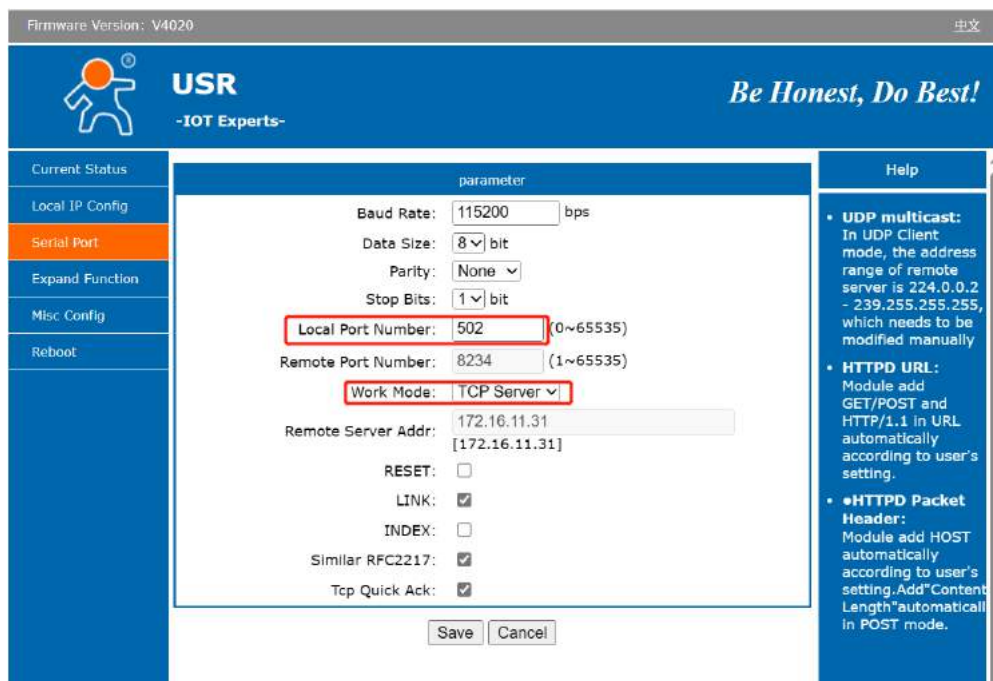 Firmware Version: V4020 中文
®
USR
-IOT Experts-
Be Honest, Do Best!
Current Status
Local IP Config
Serial Port
Expand Function
Misc Config
Reboot
parameter
Baud Rate: 115200 bps
Data Size: 8 bit
Parity: None
Stop Bits: 1 bit
Local Port Number: 502 (0~65535)
Remote Port Number: 8234 (1~65535)
Work Mode: TCP Server
Remote Server Addr: 172.16.11.31
[172.16.11.31]
RESET:
LINK:
INDEX:
Similar RFC2217:
Tcp Quick Ack:
Save Cancel
Help
• UDP multicast:
In UDP Client
mode, the address
range of remote
server is 224.0.0.2
- 239.255.255.255,
which needs to be
modified manually
• HTTPD URL:
Module add
GET/POST and
HTTP/1.1 in URL
automatically
according to user's
setting.
• ●HTTPD Packet
Header:
Module add HOST
automatically
according to user's
setting.Add"Content
Length"automaticall
in POST mode.